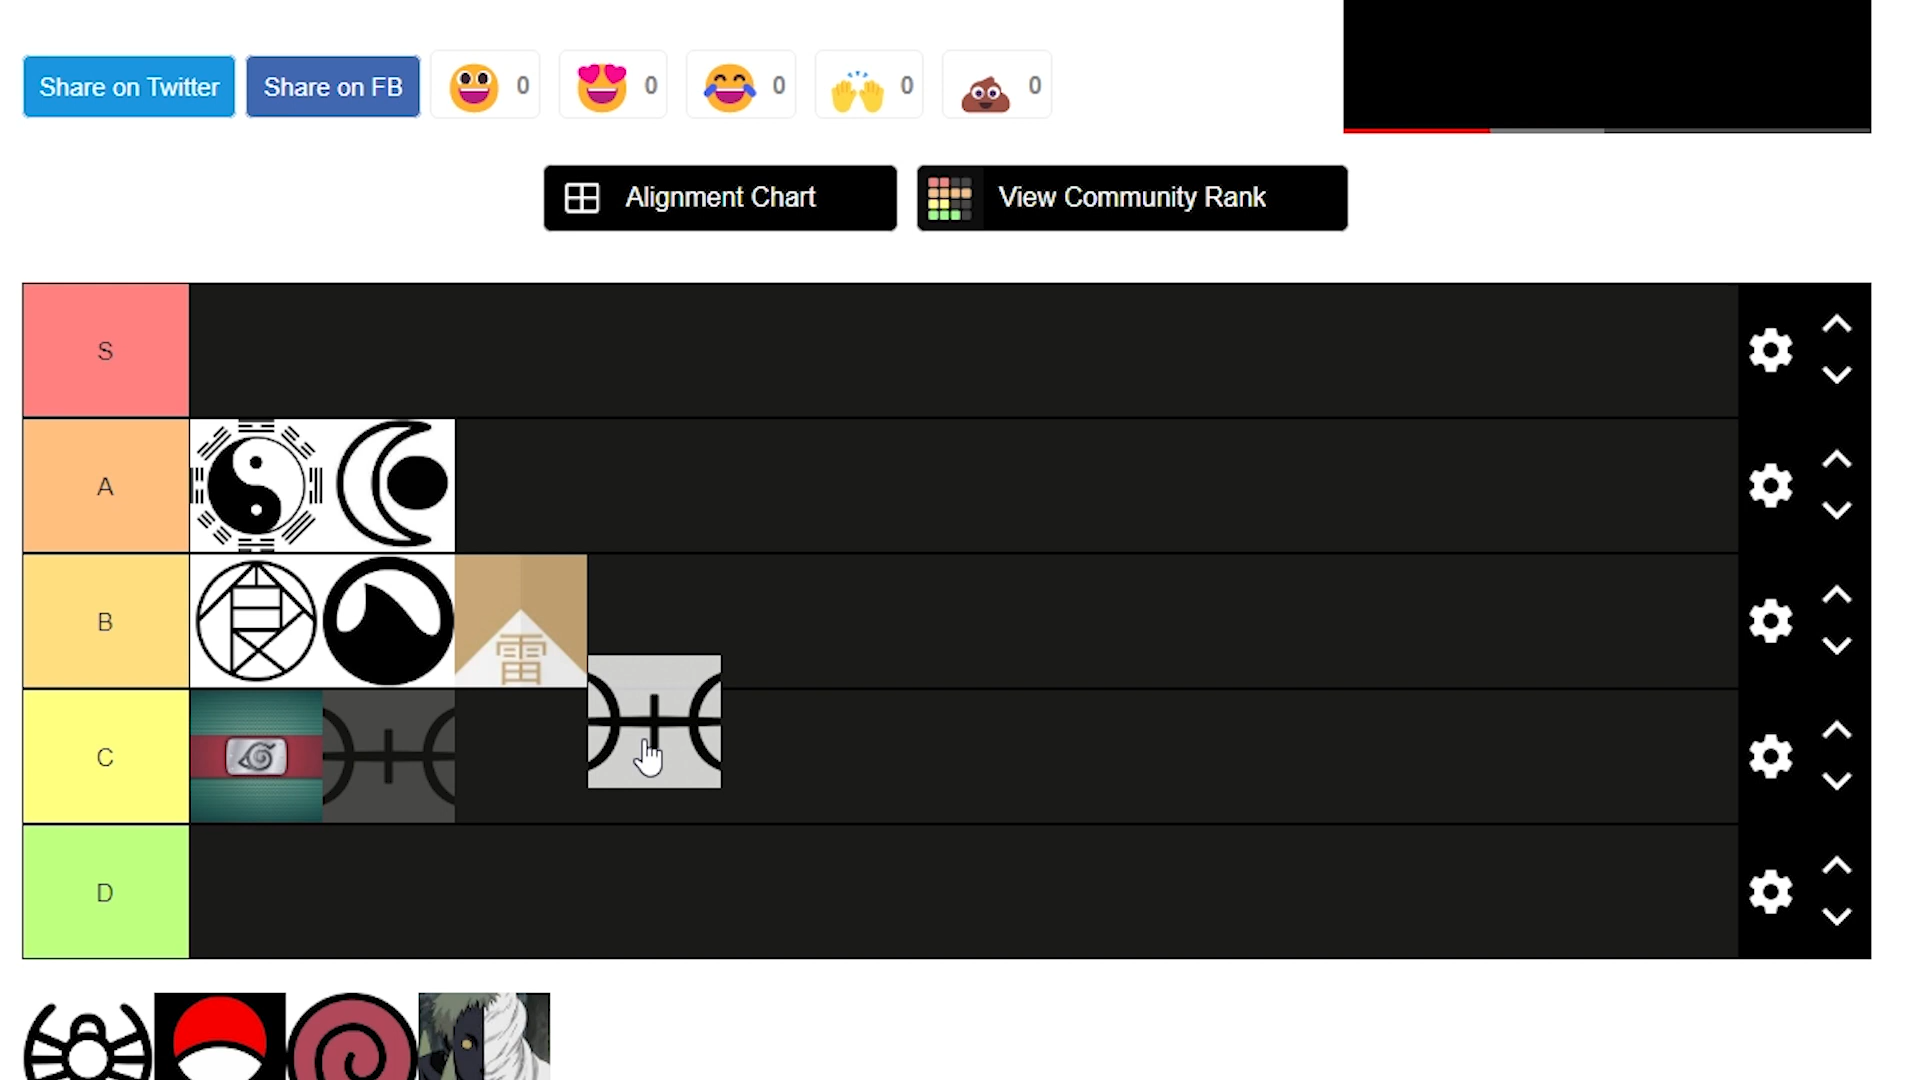 Share on Twitter
Share on FB
0
0
0
0
0
Alignment Chart
View Community Rank
S
A
B
雷
C
D